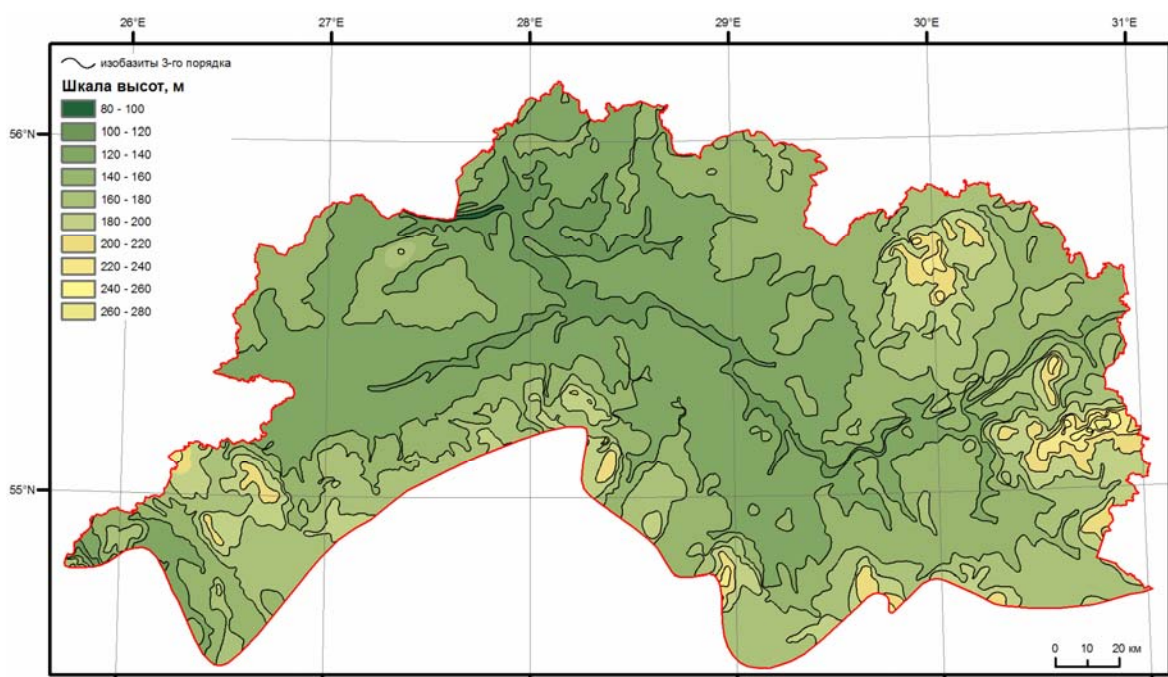 26°E 27°E 28°E 29°E 30°E 31°E
изобазиты 3-го порядка
Шкала высот, м
80 - 100
100 - 120
120 - 140
140 - 160
160 - 180
180 - 200
200 - 220
220 - 240
240 - 260
260 - 280
56°N
55°N
0 10 20 км